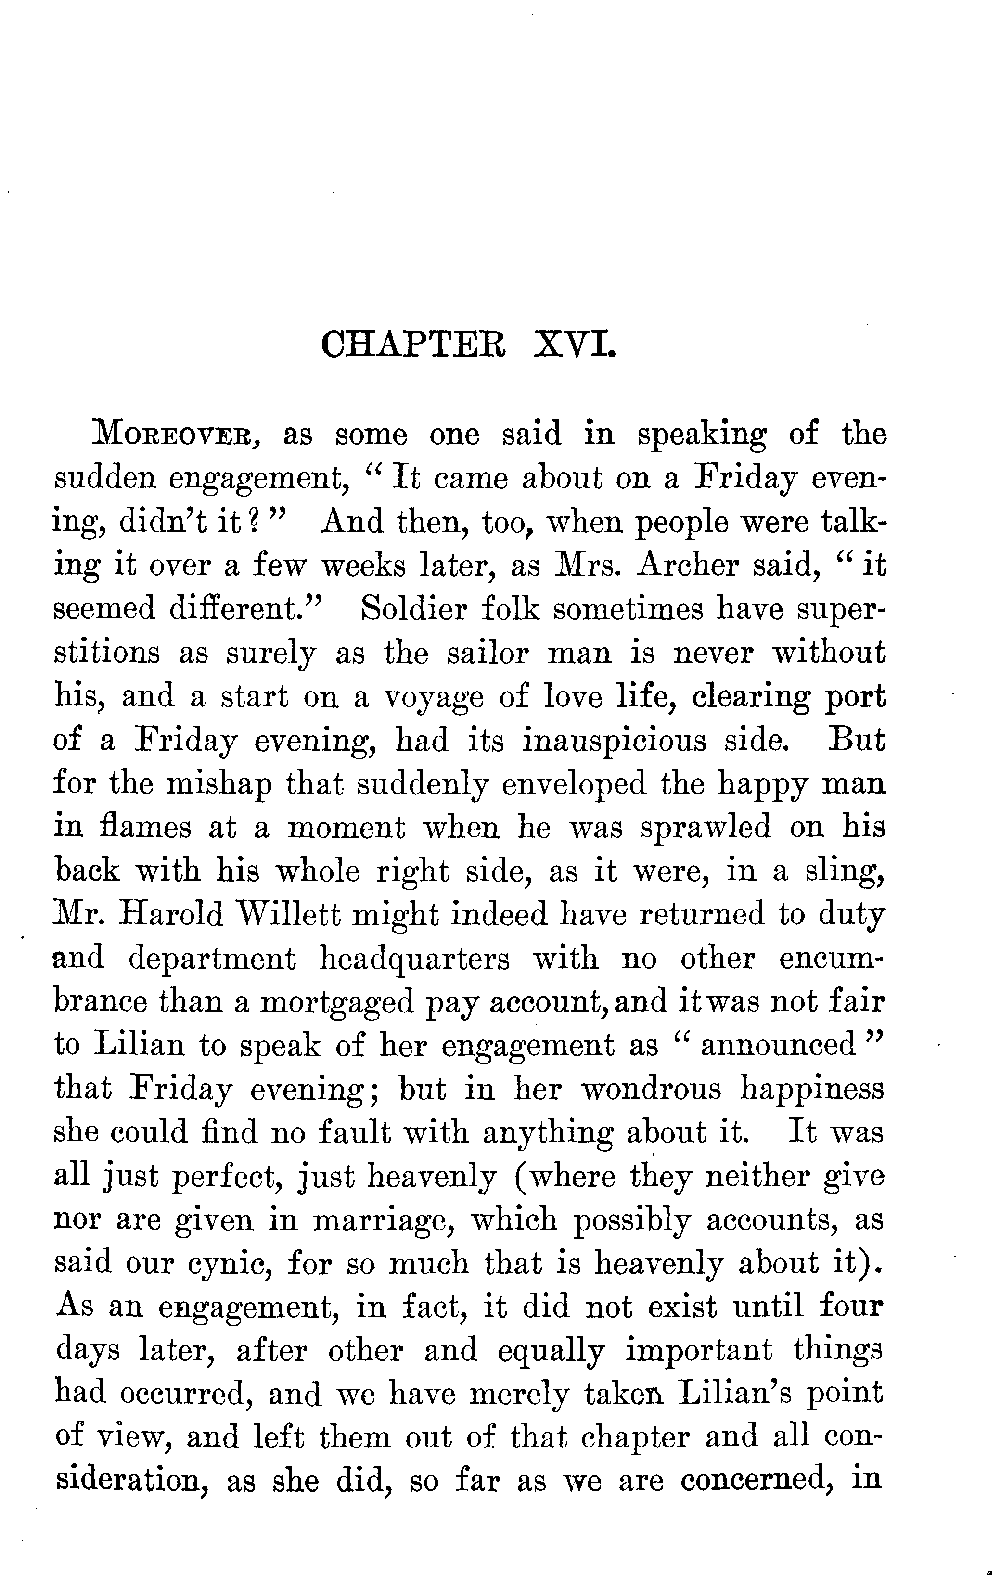 CHAPTER XVI.
Moreover, as some one said in speaking of the
sudden engagement, “ It came about on a Friday even-
ing, didn’t it? ” And then, too, when people were talk-
ing it over a few weeks later, as Mrs. Archer said, “ it
seemed different.” Soldier folk sometimes have super-
stitions as surely as the sailor man is never without
his, and a start on a voyage of love life, clearing port
of a Friday evening, had its inauspicious side. But
for the mishap that suddenly enveloped the happy man
in flames at a moment when he was sprawled on his
back with his whole right side, as it were, in a sling,
Mr. Harold Willett might indeed have returned to duty
and department headquarters with no other encum-
brance than a mortgaged pay account, and it was not fair
to Lilian to speak of her engagement as “ announced ”
that Friday evening; but in her wondrous happiness
she could find no fault with anything about it. It was
all just perfect, just heavenly (where they neither give
nor are given in marriage, which possibly accounts, as
said our cynic, for so much that is heavenly about it).
As an engagement, in fact, it did not exist until four
days later, after other and equally important things
had occurred, and we have merely taken Lilian’s point
of view, and left them out of that chapter and all con-
sideration, as she did, so far as we are concerned, in